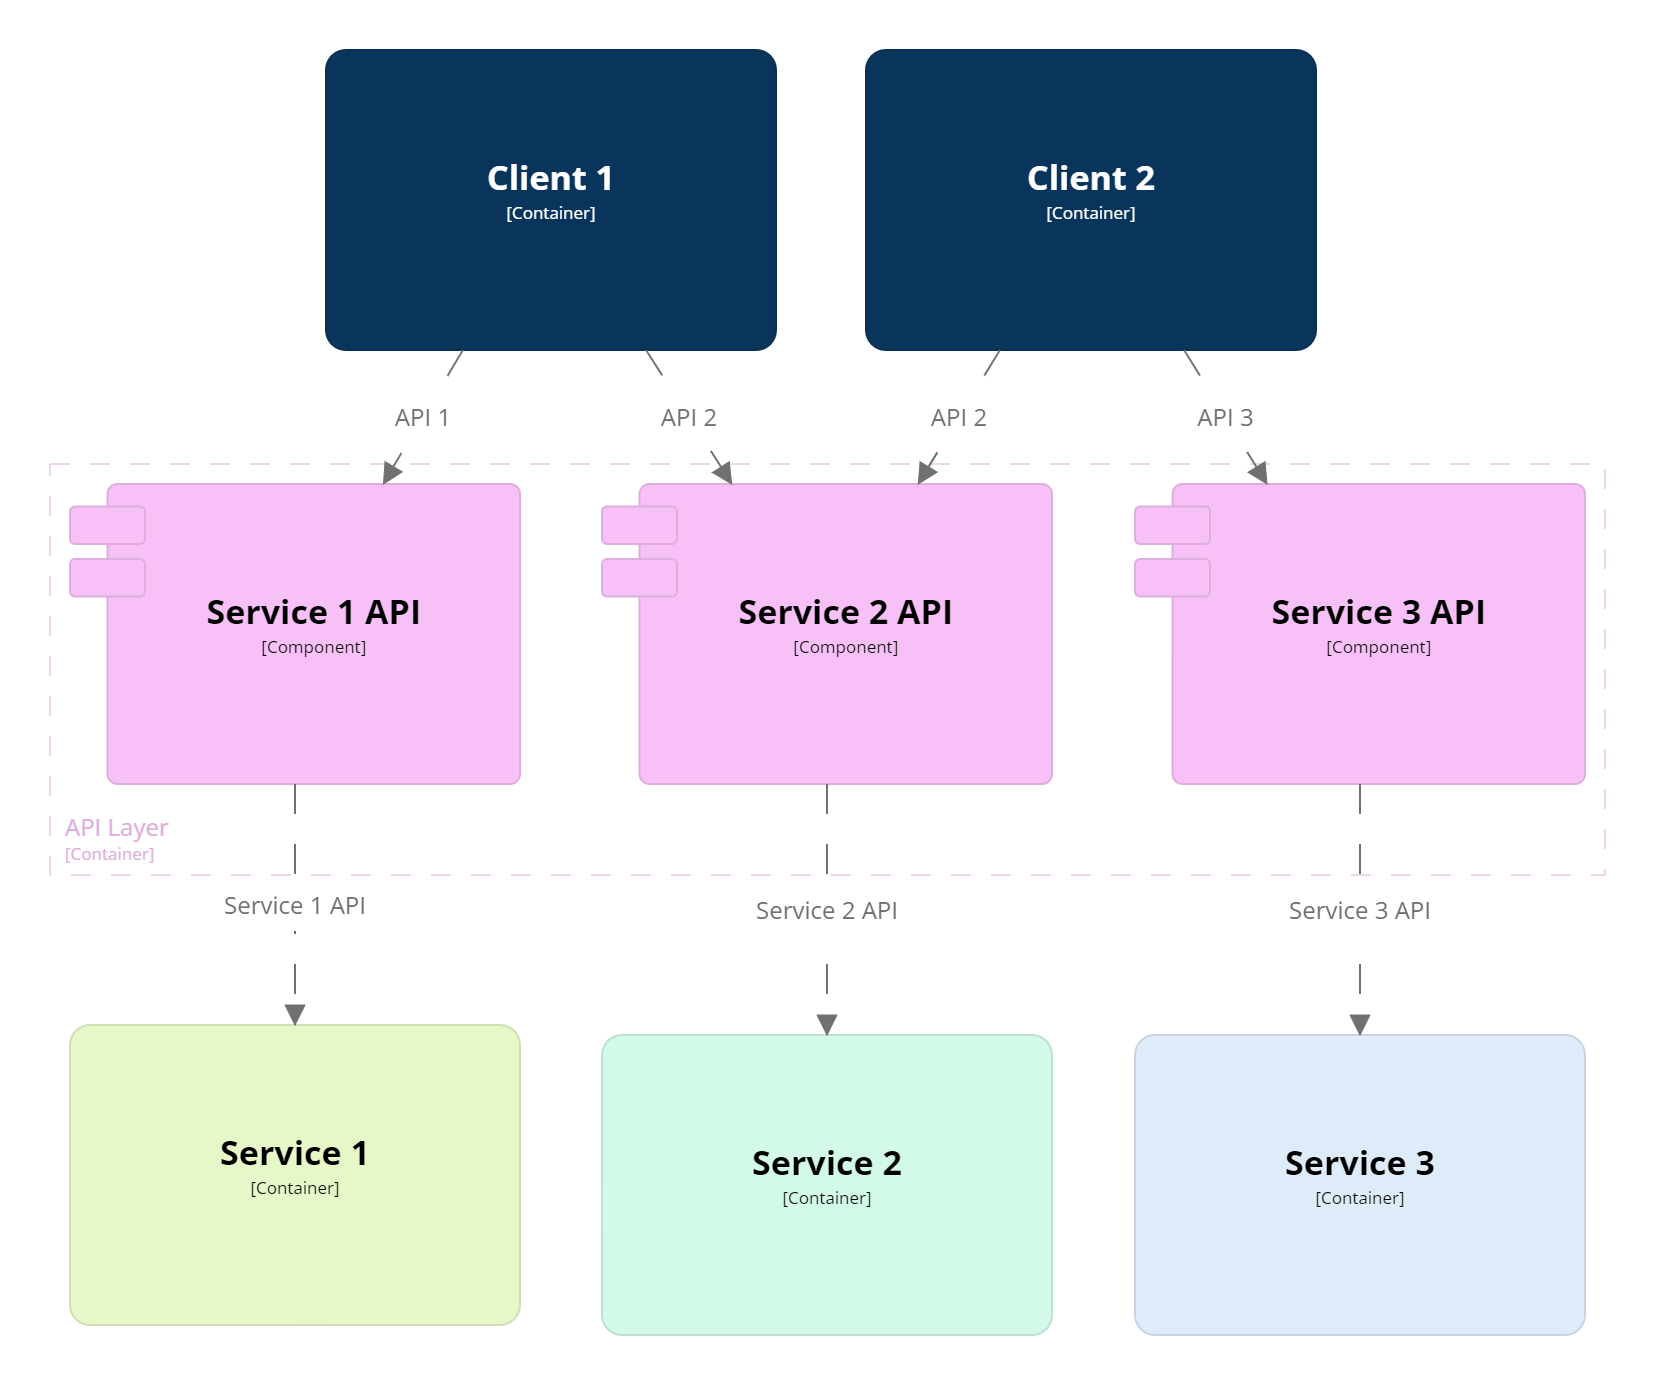 Client 1
[Container]
Client 2
[Container]
API 1
API 2
API 2
API 3
Service 1 API
[Component]
Service 2 API
[Component]
Service 3 API
[Component]
API Layer
[Container]
Service 1 API
Service 2 API
Service 3 API
Service 1
[Container]
Service 2
[Container]
Service 3
[Container]